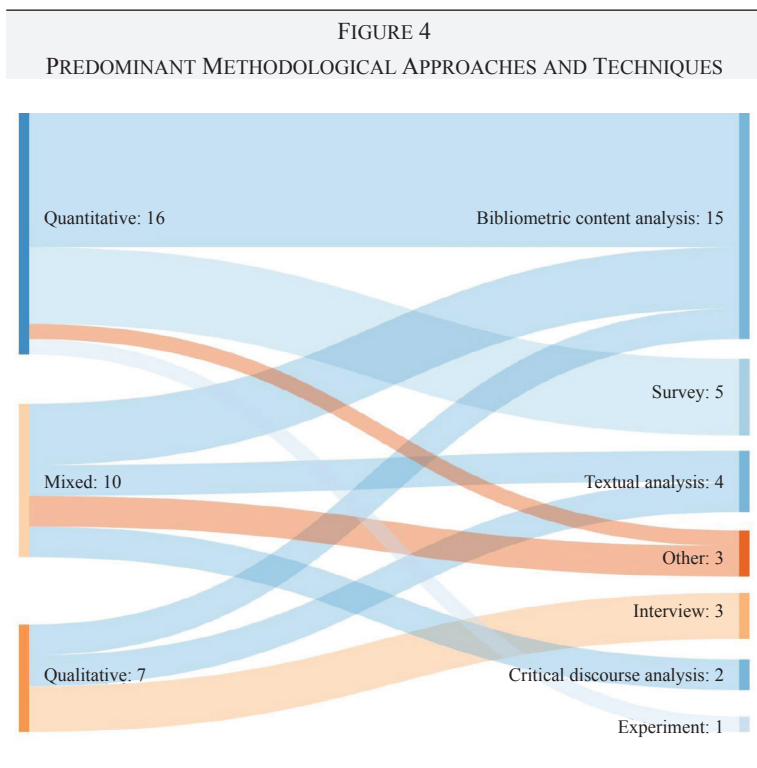 FIGURE 4
PREDOMINANT METHODOLOGICAL APPROACHES AND TECHNIQUES
Quantitative: 16
Bibliometric content analysis: 15
Survey: 5
Mixed: 10
Textual analysis: 4
Other: 3
Interview: 3
Qualitative: 7
Critical discourse analysis: 2
Experiment: 1